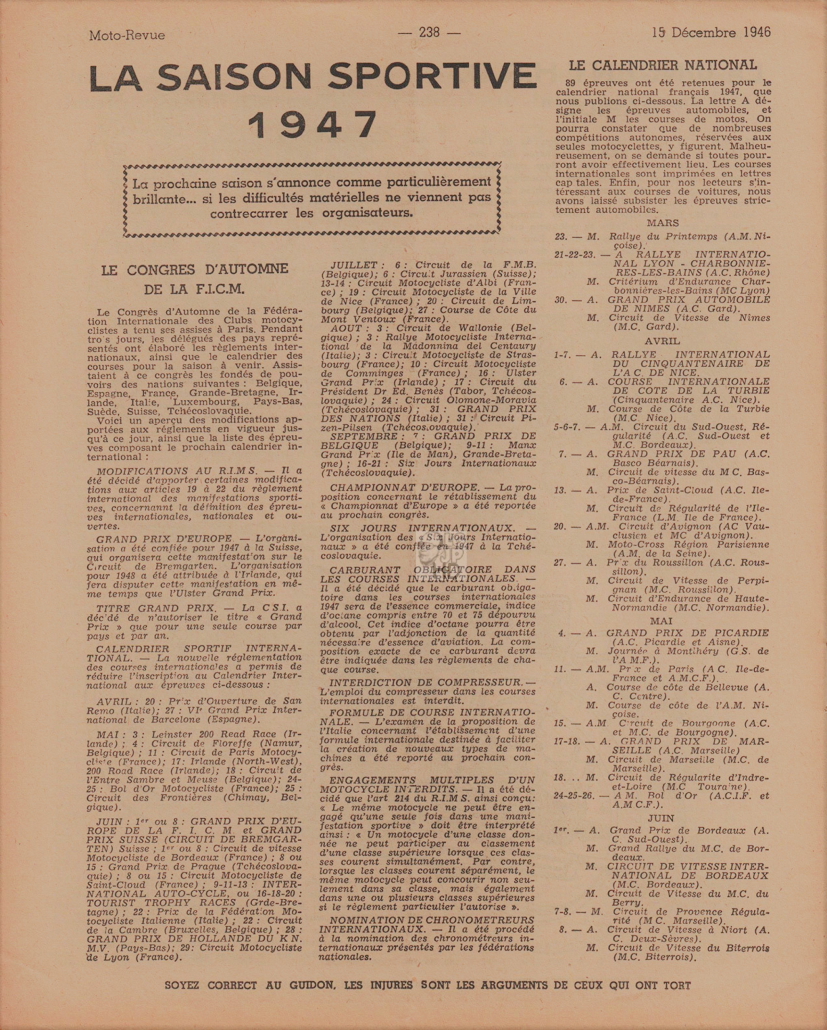 Moto-Revue
— 238 —
15 Décembre 1946
LA SAISON SPORTIVE
1947
La prochaine saison s'annonce comme particulièrement
brillante... si les difficultés matérielles ne viennent pas
contrecarrer les organisateurs.
LE CONGRES D'AUTOMNE
DE LA F.I.C.M.
Le Congrès d'Automne de la Fédéra-
tion Internationale des Clubs motocy-
clistes a tenu ses assises à Paris. Pendant
trois jours, les délégués des pays repré-
sentés ont élaboré les règlements inter-
nationaux, ainsi que le calendrier des
courses pour la saison à venir. Assis-
taient à ce congrès les fondés de pou-
voirs des nations suivantes : Belgique,
Espagne, France, Grande-Bretagne, Ir-
lande, Italie, Luxembourg, Pays-Bas,
Suède, Suisse, Tchécoslovaquie.
Voici un aperçu des modifications ap-
portées aux règlements en vigueur jus-
qu'à ce jour, ainsi que la liste des épreu-
ves composant le prochain calendrier in-
ternational :
MODIFICATIONS AU R.I.M.S. — Il a
été décidé d'apporter certaines modifica-
tions aux articles 19 à 22 du règlement
international des manifestations sporti-
ves, concernant la définition des épreu-
ves internationales, nationales et ou-
vertes.
GRAND PRIX D'EUROPE — L'organi-
sation a été confiée pour 1947 à la Suisse,
qui organisera cette manifestation sur le
Circuit de Bremgarten. L'organisation
pour 1948 a été attribuée à l'Irlande, qui
fera disputer cette manifestation en mê-
me temps que l'Ulster Grand Prix.
TITRE GRAND PRIX. — La C.S.I. a
décidé de n'autoriser le titre « Grand
Prix » que pour une seule course par
pays et par an.
CALENDRIER SPORTIF INTERNA-
TIONAL. — La nouvelle réglementation
des courses internationales a permis de
réduire l'inscription au Calendrier Inter-
national aux épreuves ci-dessous :
AVRIL : 20 : Prix d'Ouverture de San
Remo (Italie); 27 : VIe Grand Prix Inter-
national de Barcelone (Espagne).
MAI : 3 : Leinster 200 Read Race (Ir-
lande) ; 4 : Circuit de Floreffe (Namur,
Belgique) ; 11 : Circuit de Paris Motocy-
cliste (France); 17: Irlande (North-West),
200 Road Race (Irlande); 18 : Circuit de
l'Entre Sambre et Meuse (Belgique); 24-
25 : Bol d'Or Motocycliste (France); 25 :
Circuit des Frontières (Chimay, Bel-
gique).
JUIN : 1er ou 8 : GRAND PRIX D'EU-
ROPE DE LA F. I. C. M. et GRAND
PRIX SUISSE (CIRCUIT DE BREMGAR-
TEN) Suisse ; 1er ou 8 : Circuit de vitesse
Motocycliste de Bordeaux (France) ; 8 ou
15 : Grand Prix de Prague (Tchécoslova-
quie) ; 8 ou 15 : Circuit Motocycliste de
Saint-Cloud (France) ; 9-11-13 : INTER-
NATIONAL AUTO-CYCLE, ou 16-18-20 :
TOURIST TROPHY RACES (Grde-Bre-
tagne) ; 22 : Prix de la Fédération Mo-
tocycliste Italienne (Italie) ; 22 : Circuit
de la Cambre (Bruxelles, Belgique) ; 28 :
GRAND PRIX DE HOLLANDE DU K N.
M.V. (Pays-Bas); 29: Circuit Motocycliste
de Lyon (France).
JUILLET : 6 : Circuit de la F.M.B.
(Belgique); 6 : Circuit Jurassien (Suisse);
13-14 : Circuit Motocycliste d'Albi (Fran-
ce) ; 19 : Circuit Motocycliste de la Ville
de Nice (France) ; 20 : Circuit de Lim-
bourg (Belgique); 27 : Course de Côte du
Mont Ventoux (France).
AOUT : 3 : Circuit de Wallonie (Bel-
gique) ; 3 : Rallye Motocycliste Interna-
tional de la Madonnina del Centaury
(Italie); 3 : Circuit Motocycliste de Stras-
bourg (France); 10 : Circuit Motocycliste
de Comminges (France) ; 16 : Ulster
Grand Prix (Irlande) ; 17 : Circuit du
Président Dr Ed. Benès (Tabor, Tchécos-
lovaquie) ; 24 : Circuit Olomone-Moravia
(Tchécoslovaquie) ; 31 : GRAND PRIX
DES NATIONS (Italie) ; 31 : Circuit Pi-
zen-Pilsen (Tchécoslovaquie).
SEPTEMBRE : 7 : GRAND PRIX DE
BELGIQUE (Belgique); 9-11 : Manx
Grand Prix (Ile de Man), Grande-Breta-
gne) ; 16-21 : Six Jours Internationaux
(Tchécoslovaquie).
CHAMPIONNAT D'EUROPE. — La pro-
position concernant le rétablissement du
« Championnat d'Europe » a été reportée
au prochain congrès.
SIX JOURS INTERNATIONAUX. —
L'organisation des « Six Jours Internatio-
naux » a été confiée en 1947 à la Tché-
coslovaquie.
CARBURANT OBLIGATOIRE DANS
LES COURSES INTERNATIONALES. —
Il a été décidé que le carburant obliga-
toire dans les courses internationales
1947 sera de l'essence commerciale, indice
d'octane compris entre 70 et 75 dépourvu
d'alcool. Cet indice d'octane pourra être
obtenu par l'adjonction de la quantité
nécessaire d'essence d'aviation. La com-
position exacte de ce carburant devra
être indiquée dans les règlements de cha-
que course.
INTERDICTION DE COMPRESSEUR. —
L'emploi du compresseur dans les courses
internationales est interdit.
FORMULE DE COURSE INTERNATIO-
NALE. — L'examen de la proposition de
l'Italie concernant l'établissement d'une
formule internationale destinée à faciliter
la création de nouveaux types de ma-
chines a été reporté au prochain con-
grès.
ENGAGEMENTS MULTIPLES D'UN
MOTOCYCLE INTERDITS. — Il a été dé-
cidé que l'art 214 du R.I.M.S ainsi conçu:
« Le même motocycle ne peut être en-
gagé qu'une seule fois dans une mani-
festation sportive » doit être interprété
ainsi : « Un motocycle d'une classe don-
née ne peut participer au classement
d'une classe supérieure lorsque ces clas-
ses courent simultanément. Par contre,
lorsque les classes courent séparément, le
même motocycle peut concourir non seu-
lement dans sa classe, mais également
dans une ou plusieurs classes supérieures
si le règlement particulier l'autorise ».
NOMINATION DE CHRONOMETREURS
INTERNATIONAUX. — Il a été procédé
à la nomination des chronométreurs in-
ternationaux présentés par les fédérations
nationales.
LE CALENDRIER NATIONAL
89 épreuves ont été retenues pour le
calendrier national français 1947, que
nous publions ci-dessous. La lettre A dé-
signe les épreuves automobiles, et
l'initiale M les courses de motos. On
pourra constater que de nombreuses
compétitions autonomes, réservées aux
seules motocyclettes, y figurent. Malheu-
reusement, on se demand si toutes pour-
ront avoir effectivement lieu. Les courses
internationales sont imprimées en lettres
capitales. Enfin, pour nos lecteurs s'in-
téressant aux courses de voitures, nous
avons laissé subsister les épreuves stric-
tement automobiles.
MARS
23. — M. Rallye du Printemps (A.M. Ni-
çoise).
21-22-23. — A RALLYE INTERNATIO-
NAL LYON - CHARBONNIE-
RES-LES-BAINS (A.C. Rhône)
M. Critérium d'Endurance Char-
bonnières-les-Bains (MC Lyon)
30. — A. GRAND PRIX AUTOMOBILE
DE NIMES (A.C. Gard).
M. Circuit de Vitesse de Nîmes
(M.C. Gard).
AVRIL
1-7. — A. RALLYE INTERNATIONAL
DU CINQUANTENAIRE DE
L'A C. DE NICE.
6. — A. COURSE INTERNATIONALE
DE COTE DE LA TURBIE
(Cinquantenaire A.C. Nice).
M. Course de Côte de la Turbie
(M.C. Nice).
5-6-7. — A.M. Circuit du Sud-Ouest, Ré-
gularité (A.C. Sud-Ouest et
M.C. Bordeaux).
7. — A. GRAND PRIX DE PAU (A.C.
Basco Béarnais).
M. Circuit de vitesse du M C. Bas-
co-Béarnais).
13. — A. Prix de Saint-Cloud (A.C. Ile-
de-France).
M. Circuit de Régularité de l'Ile-
France (L.M. Ile de France).
20. — A.M. Circuit d'Avignon (AC Vau-
clusien et MC d'Avignon).
M. Moto-Cross Région Parisienne
(A.M. de la Seine).
27. — A. Prix du Roussillon (A.C. Rous-
sillon).
M. Circuit de Vitesse de Perpi-
gnan (M.C. Roussillon).
M. Circuit d'Endurance de Haute-
Normandie (M.C. Normandie).
MAI
4. — A. GRAND PRIX DE PICARDIE
(A.C. Picardie et Aisne).
M. Journée à Montlhéry (G.S. de
l'A M.F.).
11. — A.M. Prix de Paris (A C. Ile-de-
France et A.M.C.F.).
A. Course de côte de Bellevue (A.
C. Centre).
M. Course de côte de l'A.M. Ni-
çoise.
15. — A.M Circuit de Bourgogne (A.C.
et M.C. de Bourgogne).
17-18. — A. GRAND PRIX DE MAR-
SEILLE (A.C. Marseille)
M. Circuit de Marseille (M.C. de
Marseille).
18. .. M. Circuit de Régularité d'Indre-
et-Loire (M.C Touraine).
24-25-26. — A M. Bol d'Or (A.C.I.F. et
A.M C.F.).
JUIN
1er. — A. Grand Prix de Bordeaux (A.
C. Sud-Ouest).
M. Grand Rallye du M.C. de Bor-
deaux.
M. CIRCUIT DE VITESSE INTER-
NATIONAL DE BORDEAUX
(M.C. Bordeaux).
M. Circuit de Vitesse du M.C. du
Berry.
7-8. — M. Circuit de Provence Régula-
rité (M C. Marseille).
8. — A. Circuit de Vitesse à Niort (A.
C. Deux-Sèvres).
M. Circuit de Vitesse du Biterrois
(M.C. Biterrois).
SOYEZ CORRECT AU GUIDON, LES INJURES SONT LES ARGUMENTS DE CEUX QUI ONT TORT